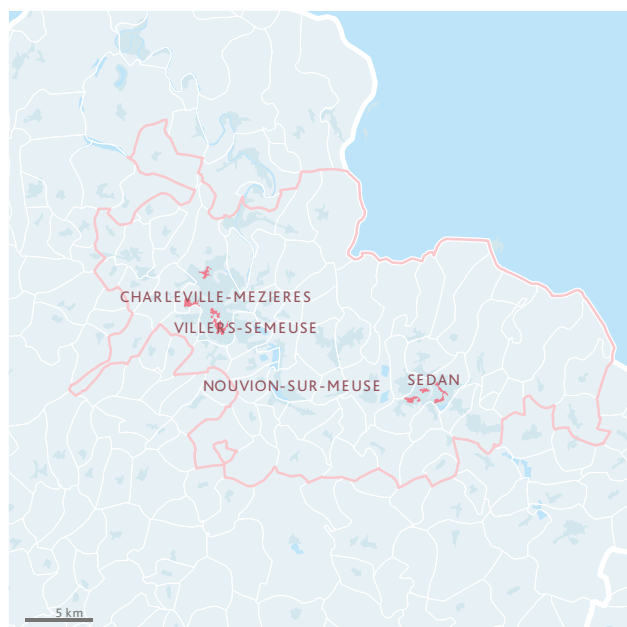 CHARLEVILLE-MEZIERES
VILLERS-SEMEUSE
SEDAN
NOUVION-SUR-MEUSE
5 km